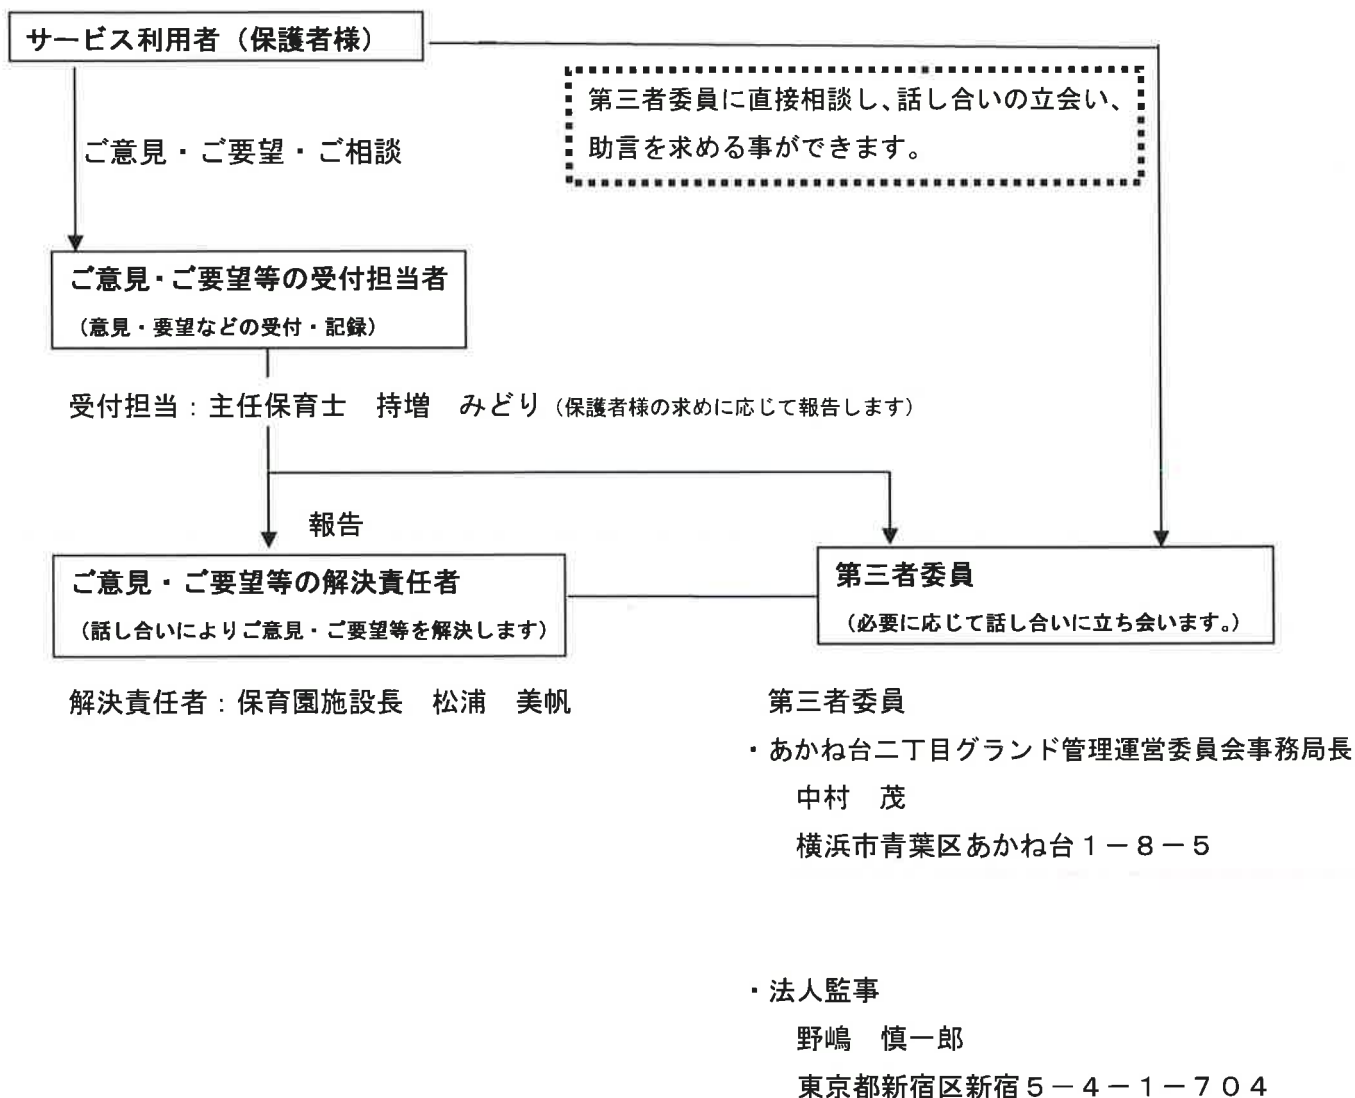 サービス利用者（保護者様）
第三者委員に直接相談し、話し合いの立会い、
助言を求める事ができます。
ご意見・ご要望・ご相談
ご意見・ご要望等の受付担当者
（意見・要望などの受付・記録）
受付担当：主任保育士　持増　みどり（保護者様の求めに応じて報告します）
報告
ご意見・ご要望等の解決責任者
（話し合いによりご意見・ご要望等を解決します）
第三者委員
（必要に応じて話し合いに立ち会います。）
解決責任者：保育園施設長　松浦　美帆
第三者委員
・あかね台二丁目グランド管理運営委員会事務局長
中村　茂
横浜市青葉区あかね台１－８－５
・法人監事
野嶋　慎一郎
東京都新宿区新宿５－４－１－７０４